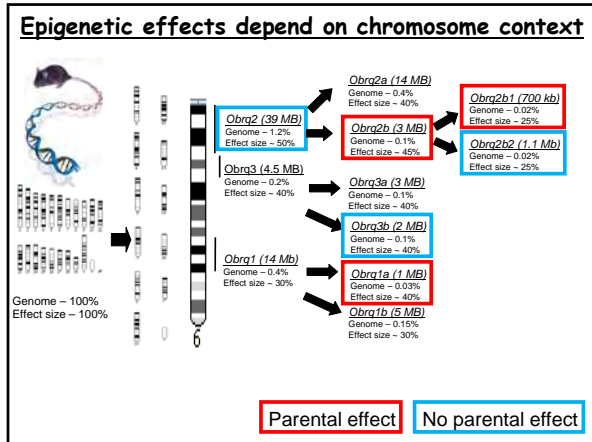 Epigenetic effects depend on chromosome context
Genome – 100%
Effect size – 100%
6
Obrq2 (39 MB)
Genome – 1.2%
Effect size ~ 50%
Obrq3 (4.5 MB)
Genome – 0.2%
Effect size ~ 40%
Obrq1 (14 Mb)
Genome – 0.4%
Effect size ~ 30%
Obrq2a (14 MB)
Genome – 0.4%
Effect size ~ 40%
Obrq2b (3 MB)
Genome – 0.1%
Effect size ~ 45%
Obrq3a (3 MB)
Genome – 0.1%
Effect size ~ 40%
Obrq3b (2 MB)
Genome – 0.1%
Effect size ~ 40%
Obrq1a (1 MB)
Genome – 0.03%
Effect size ~ 40%
Obrq1b (5 MB)
Genome – 0.15%
Effect size ~ 30%
Obrq2b1 (700 kb)
Genome – 0.02%
Effect size ~ 25%
Obrq2b2 (1.1 Mb)
Genome – 0.02%
Effect size ~ 25%
Parental effect
No parental effect